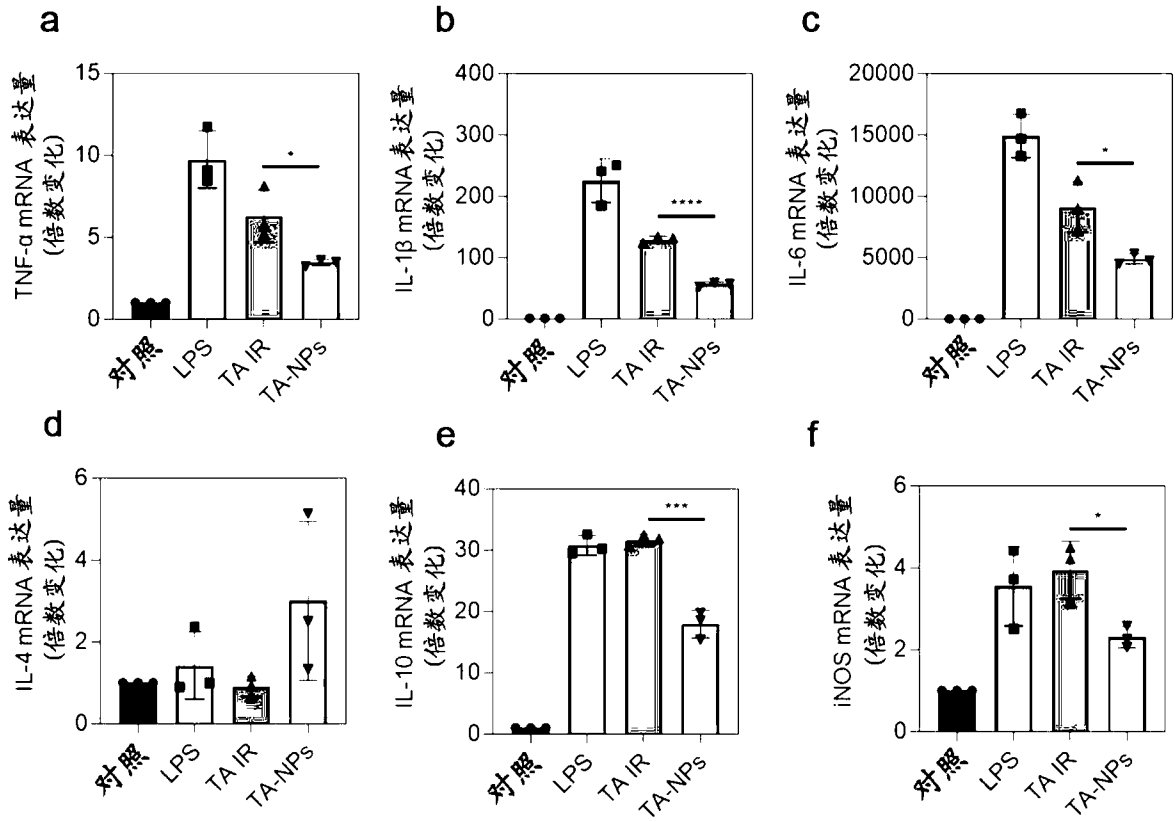 a
TNF-α mRNA 表达量
(倍数变化)
15
10
5
0
*
对照
LPS
TA IR
TA-NPs
b
IL-1β mRNA 表达量
(倍数变化)
400
300
200
100
0
****
对照
LPS
TA IR
TA-NPs
c
IL-6 mRNA 表达量
(倍数变化)
20000
15000
10000
5000
0
*
对照
LPS
TA IR
TA-NPs
d
IL-4 mRNA 表达量
(倍数变化)
6
4
2
0
对照
LPS
TA IR
TA-NPs
e
IL-10 mRNA 表达量
(倍数变化)
40
30
20
10
0
***
对照
LPS
TA IR
TA-NPs
f
iNOS mRNA 表达量
(倍数变化)
6
4
2
0
*
对照
LPS
TA IR
TA-NPs